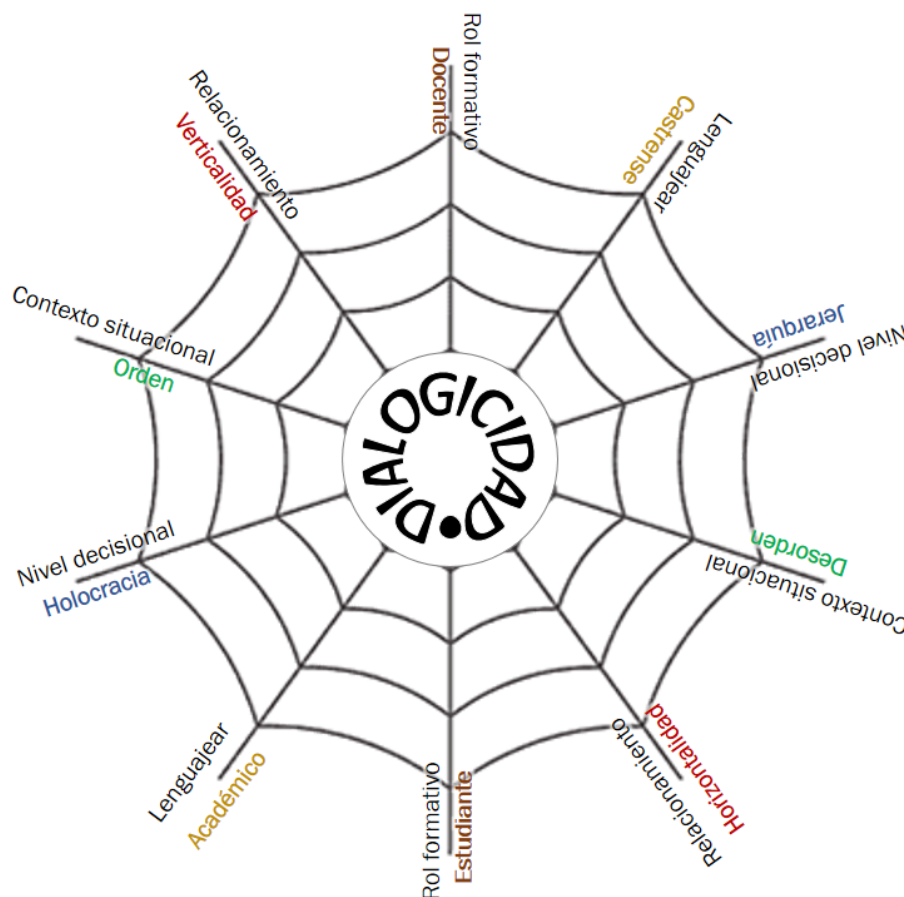 Rol formativo
Docente
Lenguajear
Castrense
Nivel decisional
Jerarquía
Contexto situacional
Desorden
Relacionamiento
Horizontalidad
Rol formativo
Estudiante
Lenguajear
Académico
Nivel decisional
Holocracia
Contexto situacional
Orden
Relacionamiento
Verticalidad
DIALOGICIDAD•